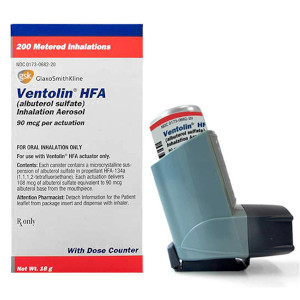 200 Metered Inhalations
NDC 0173-0682-20
gsk GlaxoSmithKline
Ventolin® HFA
(albuterol sulfate)
Inhalation Aerosol
90 mcg per actuation
FOR ORAL INHALATION ONLY
For use with Ventolin® HFA actuator only.
Contents: Each canister contains a microcrystalline sus-
pension of albuterol sulfate in propellant HFA-134a
(1,1,1,2-tetrafluoroethane). Each actuation delivers
108 mcg of albuterol sulfate equivalent to 90 mcg
albuterol base from the mouthpiece.
Attention Pharmacist: Detach Information for the Patient
leaflet from package insert and dispense with inhaler.
Rx only
With Dose Counter
Net Wt. 18 g
Ventolin® HFA